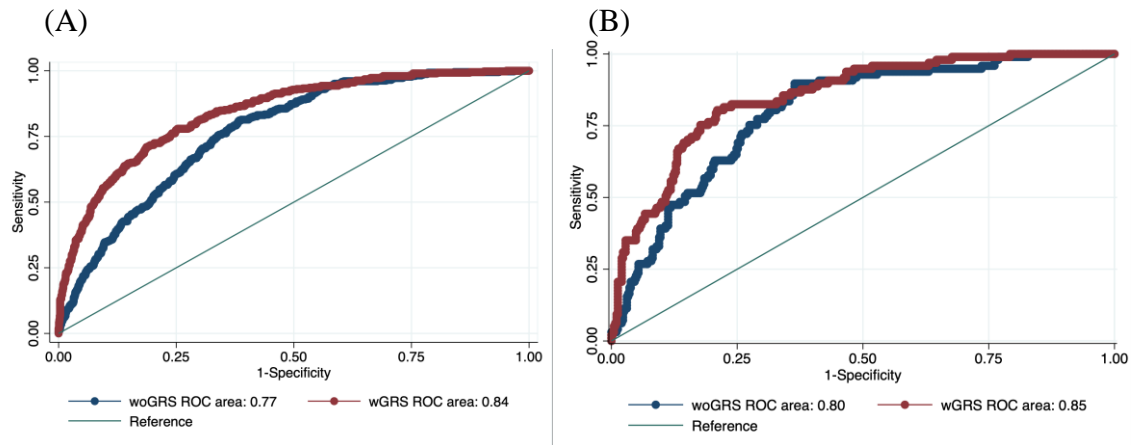 (A)
Sensitivity
1.00
0.75
0.50
0.25
0.00
0.00 0.25 0.50 0.75 1.00
1-Specificity
woGRS ROC area: 0.77 wGRS ROC area: 0.84
Reference
(B)
Sensitivity
1.00
0.75
0.50
0.25
0.00
0.00 0.25 0.50 0.75 1.00
1-Specificity
woGRS ROC area: 0.80 wGRS ROC area: 0.85
Reference